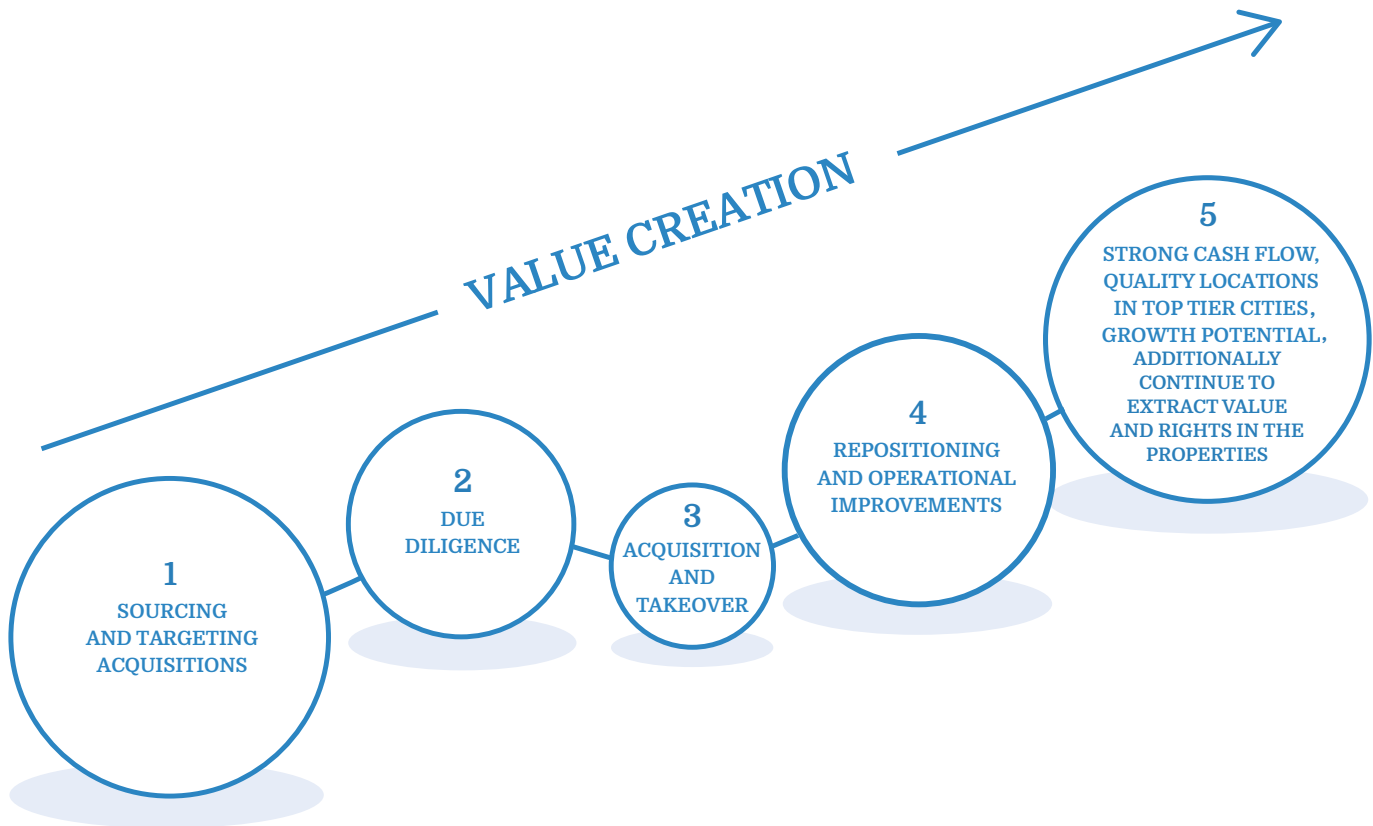 VALUE CREATION
1
SOURCING
AND TARGETING
ACQUISITIONS
2
DUE
DILIGENCE
3
ACQUISITION
AND
TAKEOVER
4
REPOSITIONING
AND OPERATIONAL
IMPROVEMENTS
5
STRONG CASH FLOW,
QUALITY LOCATIONS
IN TOP TIER CITIES,
GROWTH POTENTIAL,
ADDITIONALLY
CONTINUE TO
EXTRACT VALUE
AND RIGHTS IN THE
PROPERTIES